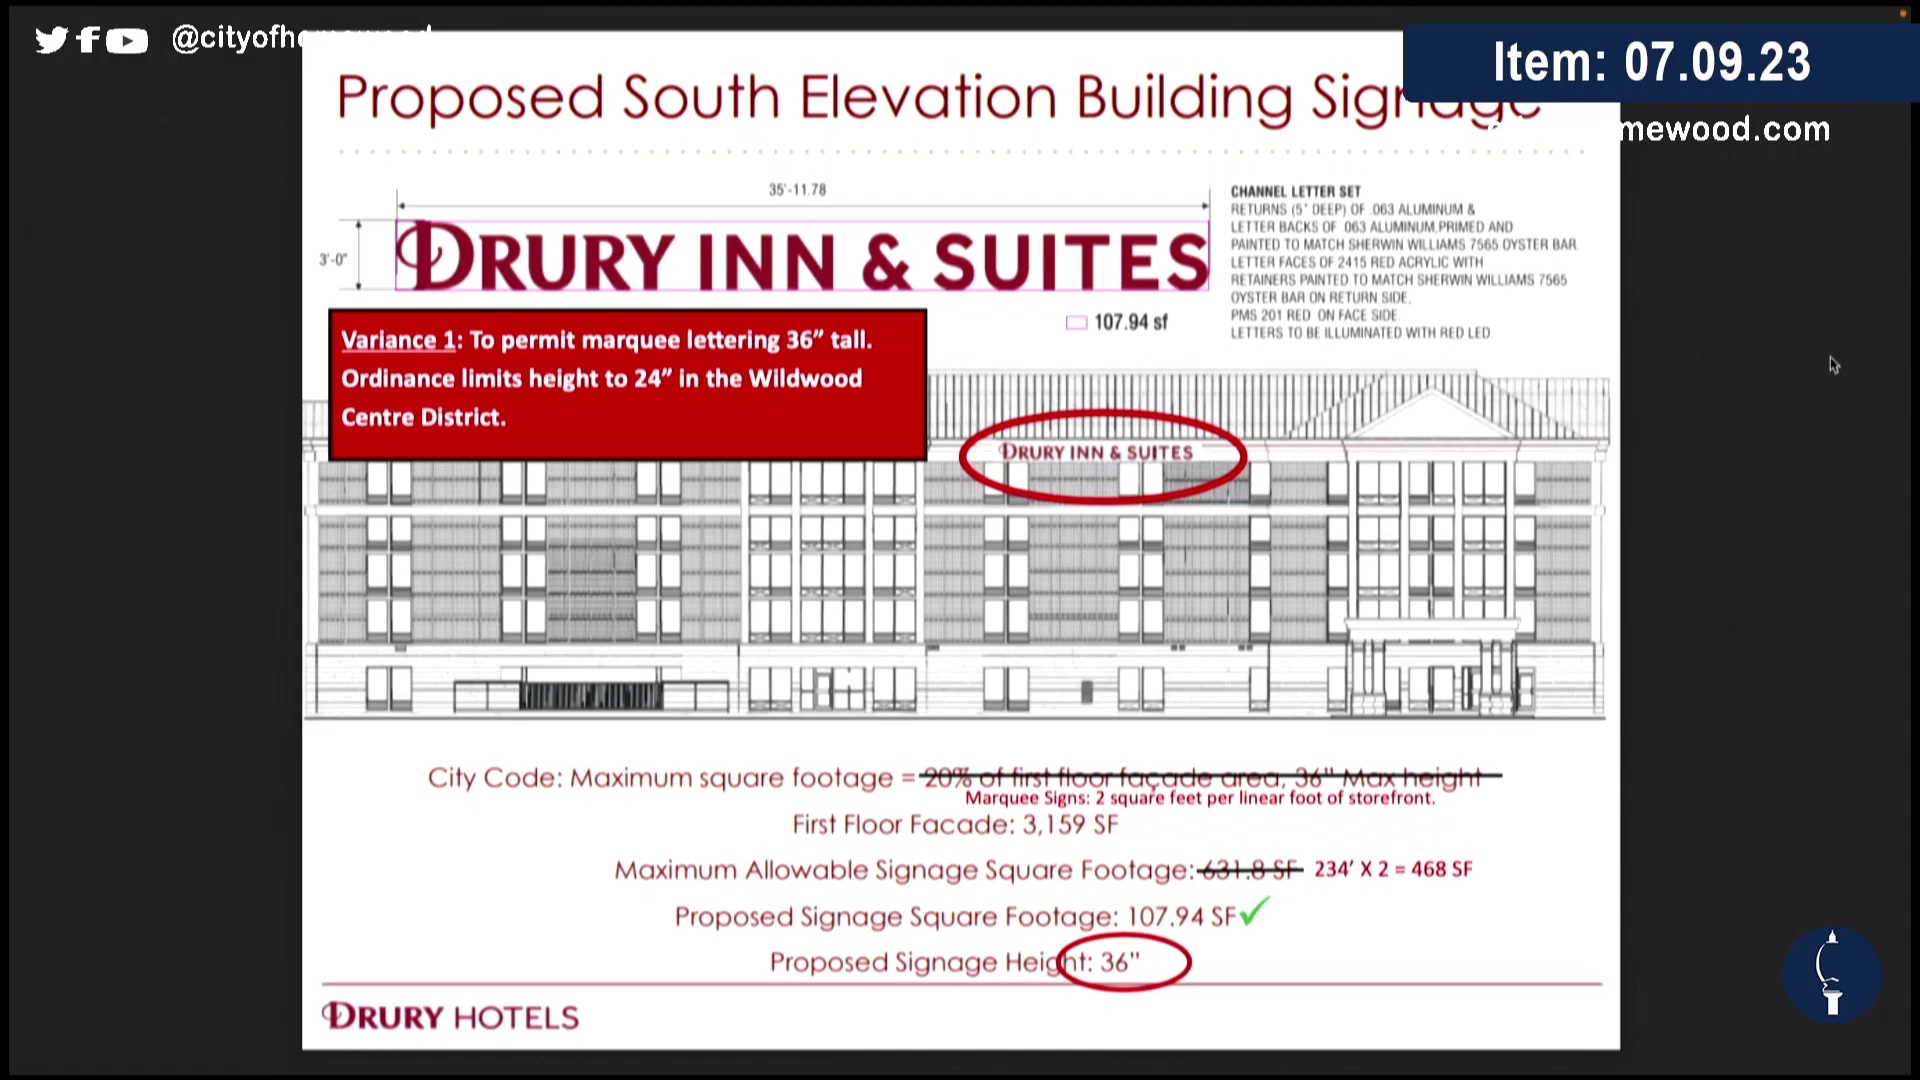 @cityofhomewood
Item: 07.09.23
Proposed South Elevation Building Signage
mewood.com
35'-11.78
3'-0"
DRURY INN & SUITES
107.94 sf
CHANNEL LETTER SET
RETURNS (5" DEEP) OF .063 ALUMINUM &
LETTER BACKS OF .063 ALUMINUM,PRIMED AND
PAINTED TO MATCH SHERWIN WILLIAMS 7565 OYSTER BAR.
LETTER FACES OF 2415 RED ACRYLIC WITH
RETAINERS PAINTED TO MATCH SHERWIN WILLIAMS 7565
OYSTER BAR ON RETURN SIDE.
PMS 201 RED ON FACE SIDE.
LETTERS TO BE ILLUMINATED WITH RED LED
Variance 1: To permit marquee lettering 36” tall.
Ordinance limits height to 24” in the Wildwood
Centre District.
DRURY INN & SUITES
City Code: Maximum square footage = 20% of first floor façade area, 36" Max height
Marquee Signs: 2 square feet per linear foot of storefront.
First Floor Facade: 3,159 SF
Maximum Allowable Signage Square Footage: 631.8 SF 234’ X 2 = 468 SF
Proposed Signage Square Footage: 107.94 SF✓
Proposed Signage Height: 36"
DRURY HOTELS